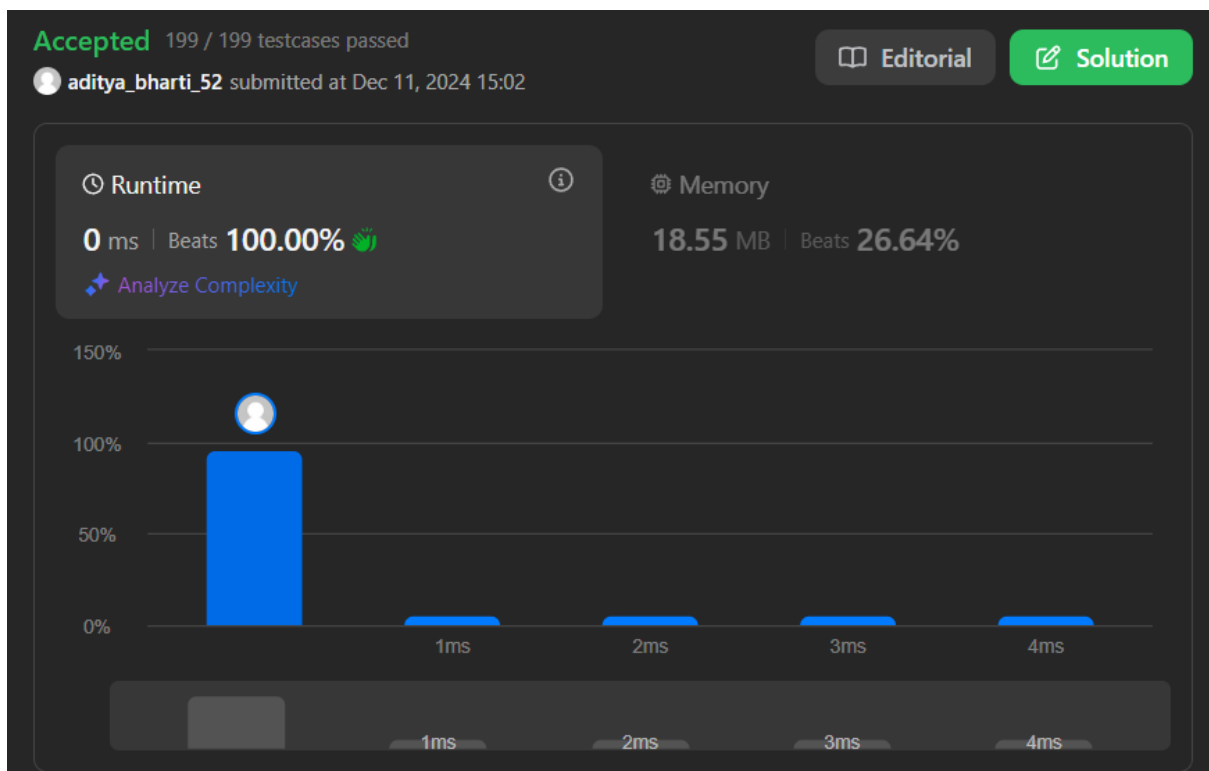 Accepted 199 / 199 testcases passed
Editorial
Solution
aditya_bharti_52 submitted at Dec 11, 2024 15:02
Runtime
0 ms | Beats 100.00%
Analyze Complexity
Memory
18.55 MB | Beats 26.64%
150%
100%
50%
0%
1ms 2ms 3ms 4ms
1ms 2ms 3ms 4ms